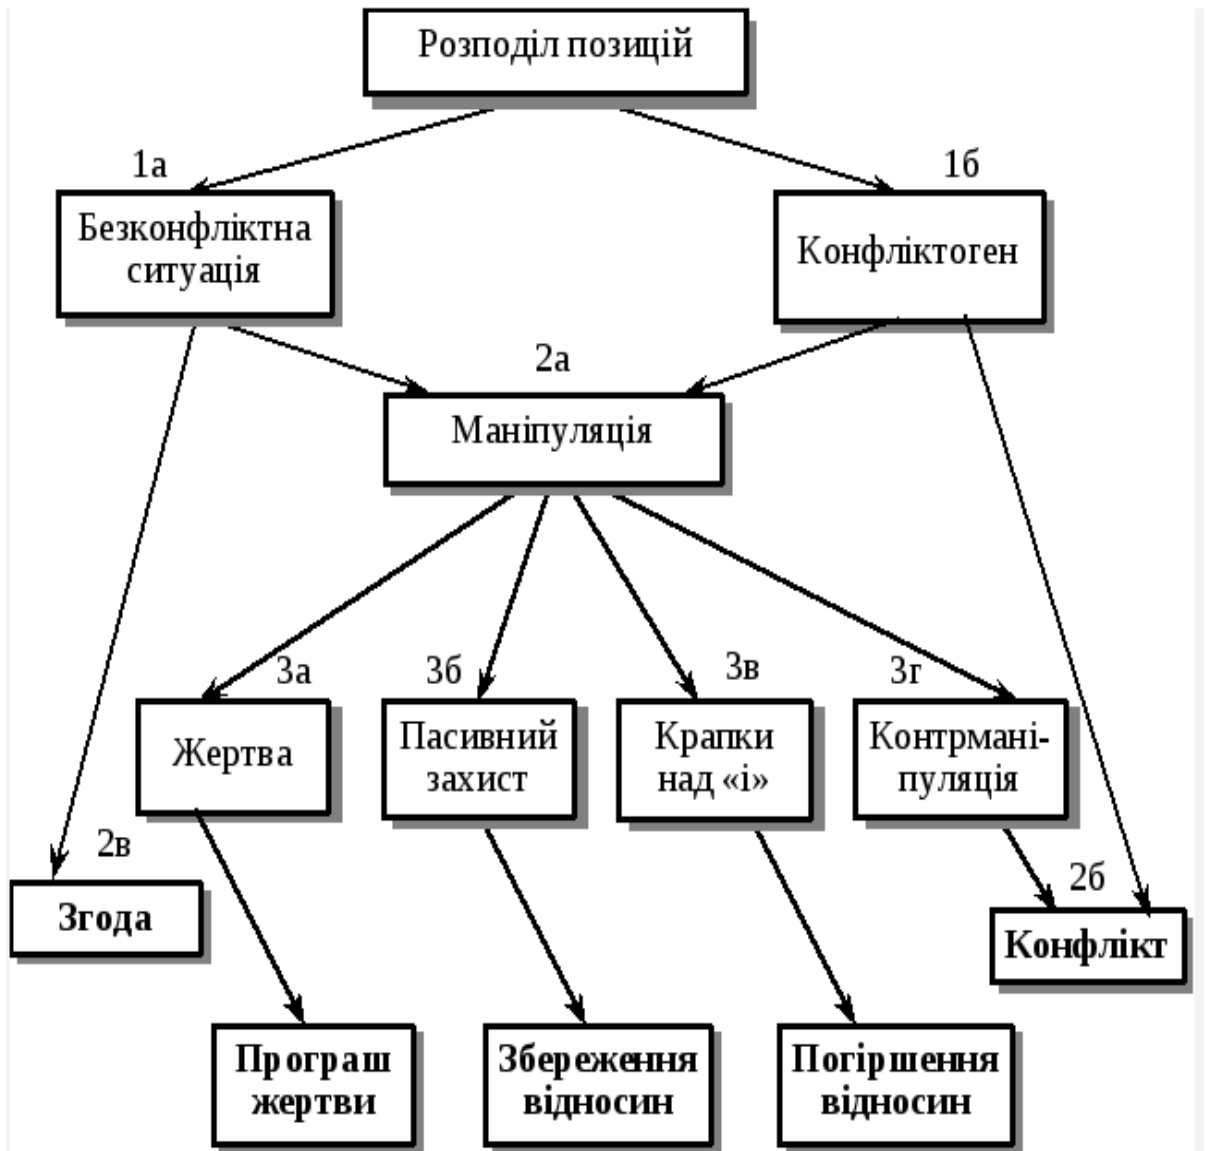 Розподіл позицій
1а
1б
Безконфліктна
ситуація
Конфліктоген
2а
Маніпуляція
3а
3б
3в
3г
Жертва
Пасивний
захист
Крапки
над «і»
Контрмані-
пуляція
2в
Згода
2б
Конфлікт
Програш
жертви
Збереження
відносин
Погіршення
відносин